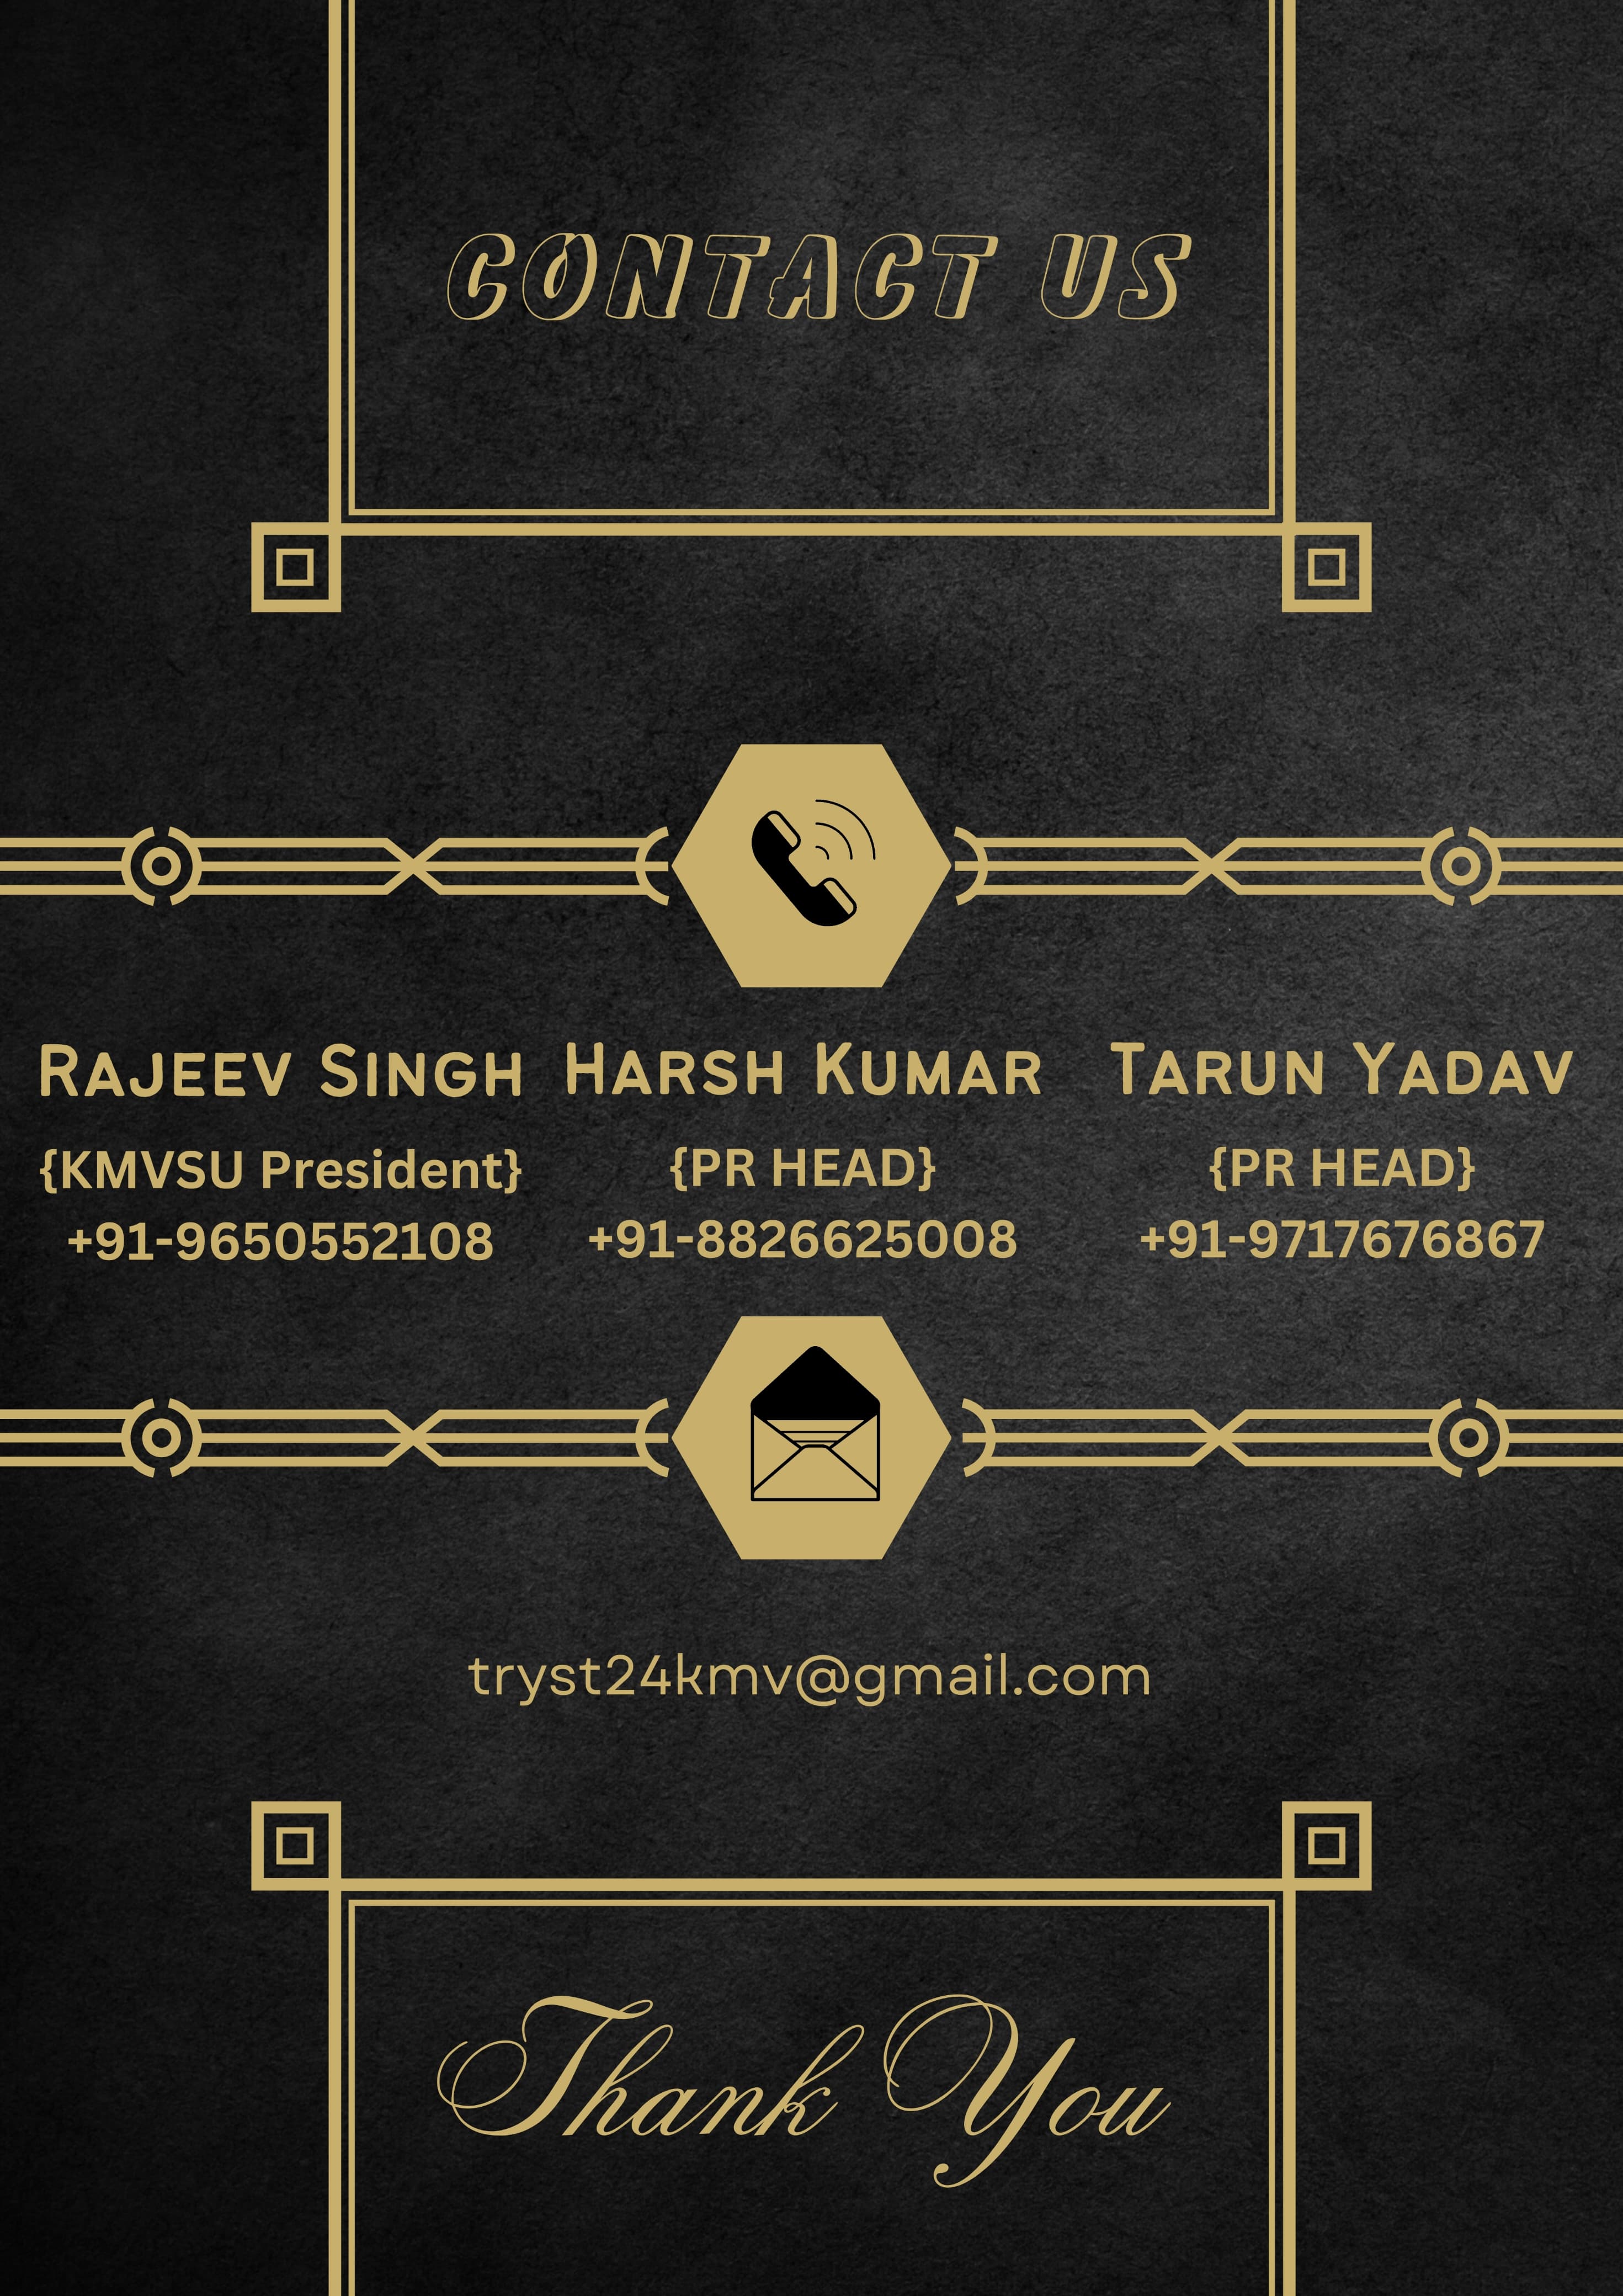 CONTACT US
Rajeev Singh Harsh Kumar Tarun Yadav
{KMVSU President} {PR HEAD} {PR HEAD}
+91-9650552108 +91-8826625008 +91-9717676867
tryst24kmv@gmail.com
Thank You